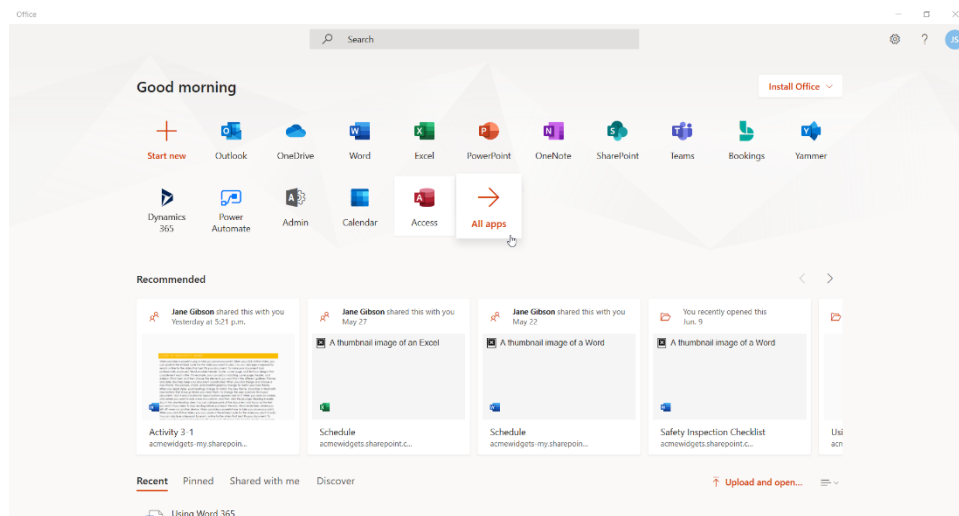 Office
Search
?
JS
Good morning
Install Office
Start new
Outlook
OneDrive
Word
Excel
PowerPoint
OneNote
SharePoint
Teams
Bookings
Yammer
Dynamics
365
Power
Automate
Admin
Calendar
Access
All apps
Recommended
Jane Gibson shared this with you
Yesterday at 5:21 p.m.
Activity 3-1
acmewidgets-my.sharepoin...
Jane Gibson shared this with you
May 27
A thumbnail image of an Excel
Schedule
acmewidgets.sharepoint.c...
Jane Gibson shared this with you
May 22
A thumbnail image of a Word
Schedule
acmewidgets-my.sharepoin...
You recently opened this
Jun. 9
A thumbnail image of a Word
Safety Inspection Checklist
acmewidgets.sharepoint.c...
Usi
acn
Recent Pinned Shared with me Discover
Upload and open...
Using Word 365